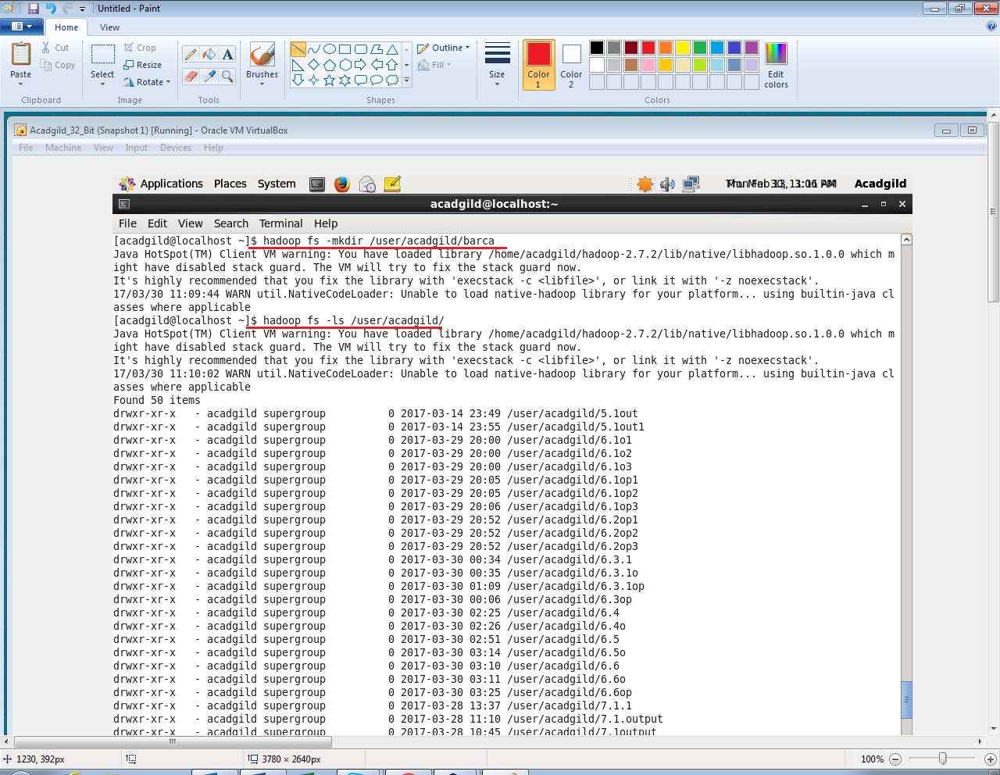 Untitled - Paint
Home View
Paste
Cut
Copy
Clipboard
Select
Crop
Resize
Rotate
Image
A
Tools
Brushes
Shapes
Outline
Fill
Size
Color 1
Color 2
Edit colors
Colors
Acadgild_32_Bit (Snapshot 1) [Running] - Oracle VM VirtualBox
File Machine View Input Devices Help
Applications Places System
Acadgild
acadgild@localhost:~
File Edit View Search Terminal Help
[acadgild@localhost ~]$ hadoop fs -mkdir /user/acadgild/barca
Java HotSpot(TM) Client VM warning: You have loaded library /home/acadgild/hadoop-2.7.2/lib/native/libhadoop.so.1.0.0 which m
ight have disabled stack guard. The VM will try to fix the stack guard now.
It's highly recommended that you fix the library with 'execstack -c <libfile>', or link it with '-z noexecstack'.
17/03/30 11:09:44 WARN util.NativeCodeLoader: Unable to load native-hadoop library for your platform... using builtin-java cl
asses where applicable
[acadgild@localhost ~]$ hadoop fs -ls /user/acadgild/
Java HotSpot(TM) Client VM warning: You have loaded library /home/acadgild/hadoop-2.7.2/lib/native/libhadoop.so.1.0.0 which m
ight have disabled stack guard. The VM will try to fix the stack guard now.
It's highly recommended that you fix the library with 'execstack -c <libfile>', or link it with '-z noexecstack'.
17/03/30 11:10:02 WARN util.NativeCodeLoader: Unable to load native-hadoop library for your platform... using builtin-java cl
asses where applicable
Found 50 items
drwxr-xr-x - acadgild supergroup 0 2017-03-14 23:49 /user/acadgild/5.1out
drwxr-xr-x - acadgild supergroup 0 2017-03-14 23:55 /user/acadgild/5.1out1
drwxr-xr-x - acadgild supergroup 0 2017-03-29 20:00 /user/acadgild/6.1o1
drwxr-xr-x - acadgild supergroup 0 2017-03-29 20:00 /user/acadgild/6.1o2
drwxr-xr-x - acadgild supergroup 0 2017-03-29 20:00 /user/acadgild/6.1o3
drwxr-xr-x - acadgild supergroup 0 2017-03-29 20:05 /user/acadgild/6.1op1
drwxr-xr-x - acadgild supergroup 0 2017-03-29 20:05 /user/acadgild/6.1op2
drwxr-xr-x - acadgild supergroup 0 2017-03-29 20:06 /user/acadgild/6.1op3
drwxr-xr-x - acadgild supergroup 0 2017-03-29 20:52 /user/acadgild/6.2op1
drwxr-xr-x - acadgild supergroup 0 2017-03-29 20:52 /user/acadgild/6.2op2
drwxr-xr-x - acadgild supergroup 0 2017-03-29 20:52 /user/acadgild/6.2op3
drwxr-xr-x - acadgild supergroup 0 2017-03-30 00:34 /user/acadgild/6.3.1
drwxr-xr-x - acadgild supergroup 0 2017-03-30 00:35 /user/acadgild/6.3.1o
drwxr-xr-x - acadgild supergroup 0 2017-03-30 01:09 /user/acadgild/6.3.1op
drwxr-xr-x - acadgild supergroup 0 2017-03-30 00:06 /user/acadgild/6.3op
drwxr-xr-x - acadgild supergroup 0 2017-03-30 02:25 /user/acadgild/6.4
drwxr-xr-x - acadgild supergroup 0 2017-03-30 02:26 /user/acadgild/6.4o
drwxr-xr-x - acadgild supergroup 0 2017-03-30 02:51 /user/acadgild/6.5
drwxr-xr-x - acadgild supergroup 0 2017-03-30 03:14 /user/acadgild/6.5o
drwxr-xr-x - acadgild supergroup 0 2017-03-30 03:10 /user/acadgild/6.6
drwxr-xr-x - acadgild supergroup 0 2017-03-30 03:11 /user/acadgild/6.6o
drwxr-xr-x - acadgild supergroup 0 2017-03-30 03:25 /user/acadgild/6.6op
drwxr-xr-x - acadgild supergroup 0 2017-03-28 13:37 /user/acadgild/7.1.1
drwxr-xr-x - acadgild supergroup 0 2017-03-28 11:10 /user/acadgild/7.1.output
drwxr-xr-x - acadgild supergroup 0 2017-03-28 10:45 /user/acadgild/7.1output
1230, 392px
3780 × 2640px
100%